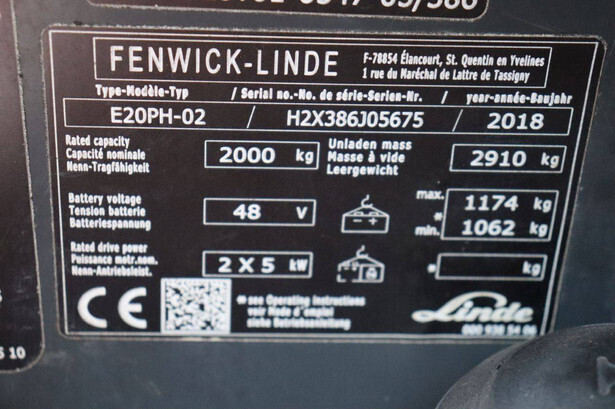 FENWICK-LINDE
F-78854 Élancourt, St. Quentin en Yvelines
1 rue du Maréchal de Lattre de Tassigny
Type-Modèle-Typ / Serial no.-No. de série-Serien-Nr. / year-année-Baujahr
E20PH-02 / H2X386J05675 / 2018
Rated capacity
Capacité nominale
Nenn-Tragfähigkeit
2000 kg
Unladen mass
Masse à vide
Leergewicht
2910 kg
Battery voltage
Tension batterie
Batteriespannung
48 V
max. 1174 kg
*
min. 1062 kg
Rated drive power
Puissance motr.nom.
Nenn-Antriebsleist.
2 X 5 kW
* kg
CE
* see Operating instructions
voir Mode d'emploi
siehe Betriebsanleitung
Linde